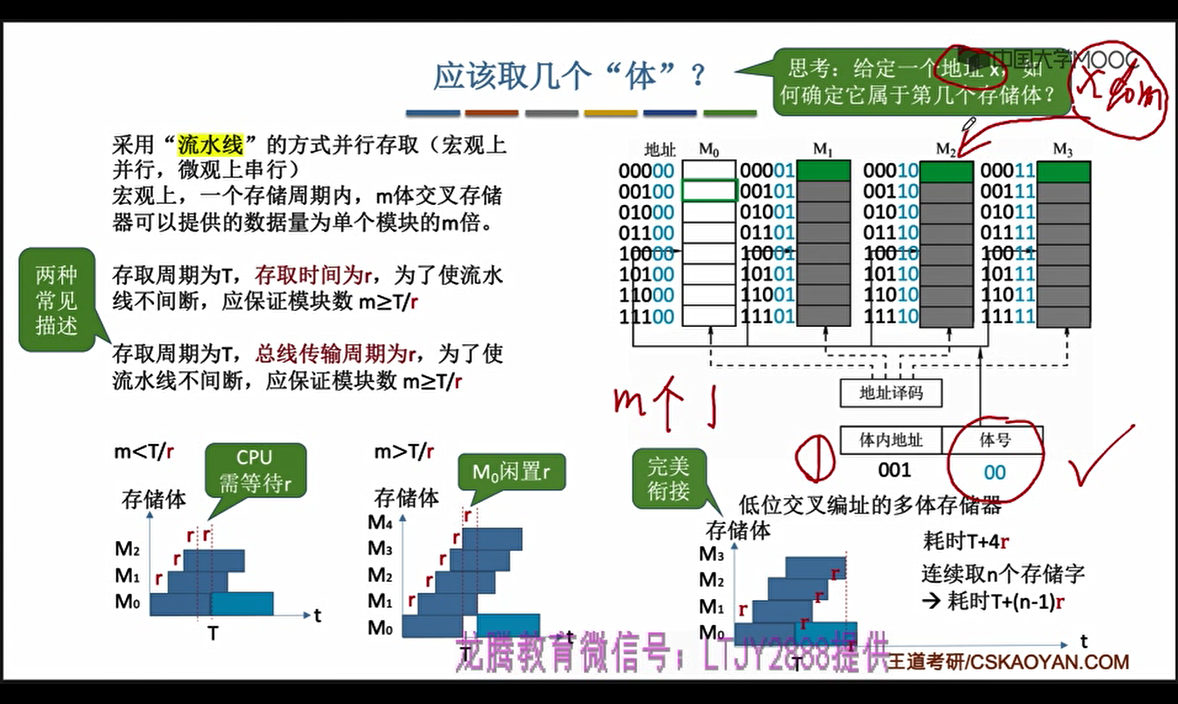 应该取几个“体”？
思考：给定一个地址 x，如
何确定它属于第几个存储体？
中国大学MOOC
x % m
采用“流水线”的方式并行存取（宏观上
并行，微观上串行）
宏观上，一个存储周期内，m体交叉存储
器可以提供的数据量为单个模块的m倍。
两种
常见
描述
存取周期为T，存取时间为r，为了使流水
线不间断，应保证模块数 m≥T/r
存取周期为T，总线传输周期为r，为了使
流水线不间断，应保证模块数 m≥T/r
地址 M0 M1 M2 M3
00000 00001 00010 00011
00100 00101 00110 00111
01000 01001 01010 01011
01100 01101 01110 01111
10000 10001 10010 10011
10100 10101 10110 10111
11000 11001 11010 11011
11100 11101 11110 11111
地址译码
m个
体内地址 体号
001 00
低位交叉编址的多体存储器
m<T/r
CPU
需等待r
存储体
r r
M2
r
M1
r
M0
t
T
m>T/r
M0闲置r
存储体
r
M4
r
M3
r
M2
r
M1
r
M0
t
T
完美
衔接
存储体
M3
r
M2
r
M1
r
r
M0
r
t
T
耗时T+4r
连续取n个存储字
→ 耗时T+(n-1)r
龙腾教育微信号：LTJY2888提供
王道考研/CSKAOYAN.COM